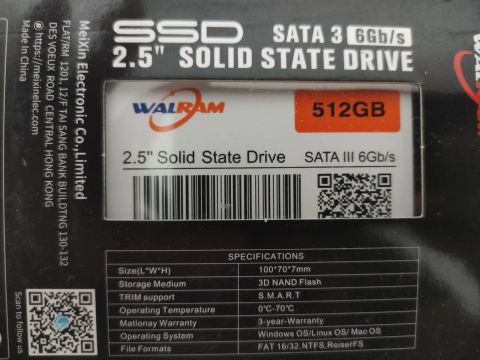 SSD
SATA 3 6Gb/s
2.5" SOLID STATE DRIVE
WALRAM
512GB
2.5" Solid State Drive
SATA III 6Gb/s
SPECIFICATIONS
Size(L*W*H) 100*70*7mm
Storage Medium 3D NAND Flash
TRIM support S.M.A.R.T
Operating Temperature 0°C-70°C
Matlonay Warranty 3-year-Warranty
Operating System Windows OS/Linux OS/ Mac OS
File Formats FAT 16/32,NTFS,ReiserFS
MeiXin Electronic Co.,Limited
FLAT/RM 1201, 12/F TAI SANG BANK BUILDTNG 130-132
DES VOEUX ROAD CENTRAL HONG KONG
https://meixinelec.com
Made In China
Scan to follow us